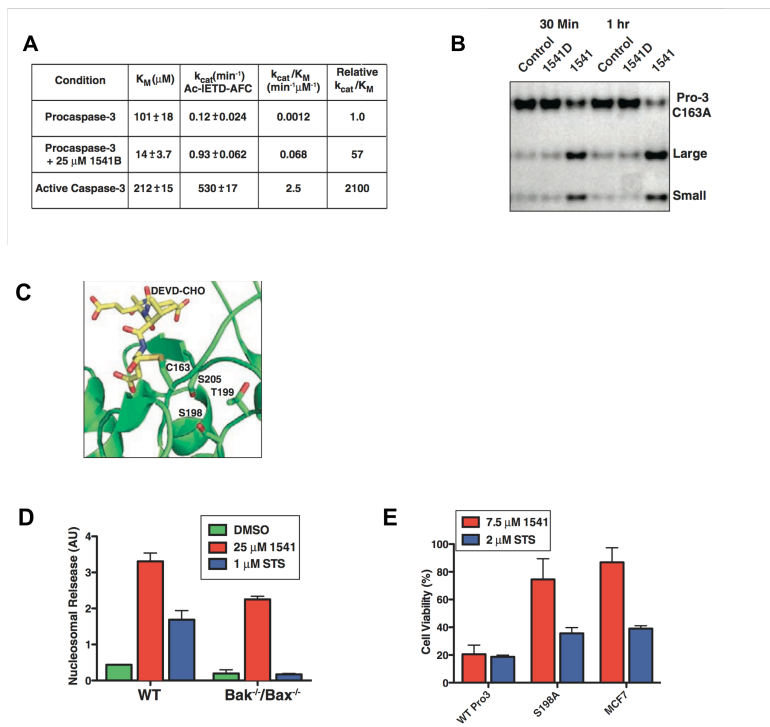 A
Condition
K_M (μM)
k_cat (min⁻¹)
Ac-IETD-AFC
k_cat/K_M
(min⁻¹μM⁻¹)
Relative
k_cat/K_M
Procaspase-3
101±18
0.12±0.024
0.0012
1.0
Procaspase-3
+ 25 μM 1541B
14±3.7
0.93±0.062
0.068
57
Active Caspase-3
212±15
530±17
2.5
2100
B
30 Min
1 hr
Control
1541D
1541
Control
1541D
1541
Pro-3
C163A
Large
Small
C
DEVD-CHO
C163
S205
T199
S198
D
DMSO
25 μM 1541
1 μM STS
Nucleosomal Relsease (AU)
4
3
2
1
0
WT
Bak⁻/⁻/Bax⁻/⁻
E
7.5 μM 1541
2 μM STS
Cell Viability (%)
100
80
60
40
20
0
WT Pro3
S198A
MCF7